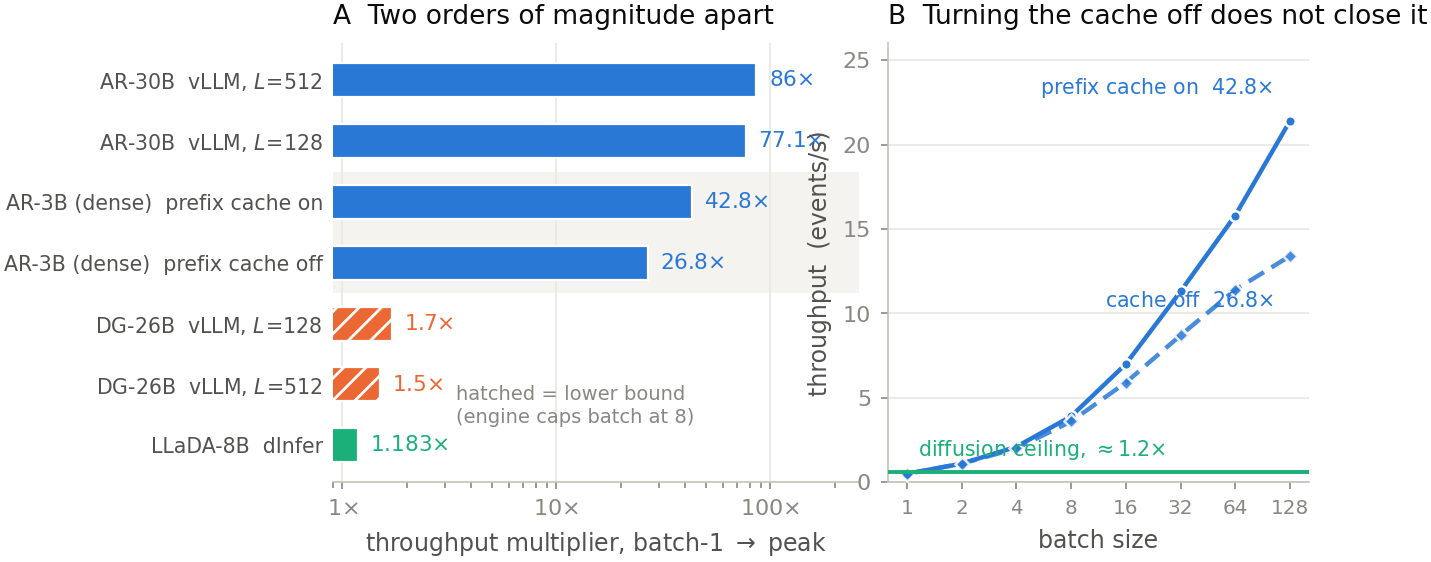 A Two orders of magnitude apart
AR-30B vLLM, L=512
86×
AR-30B vLLM, L=128
77.1×
AR-3B (dense) prefix cache on
42.8×
AR-3B (dense) prefix cache off
26.8×
DG-26B vLLM, L=128
1.7×
DG-26B vLLM, L=512
1.5×
hatched = lower bound
(engine caps batch at 8)
LLaDA-8B dInfer
1.183×
1× 10× 100×
throughput multiplier, batch-1 → peak
B Turning the cache off does not close it
throughput (events/s)
25
20
15
10
5
0
prefix cache on 42.8×
cache off 26.8×
diffusion ceiling, ≈1.2×
1 2 4 8 16 32 64 128
batch size